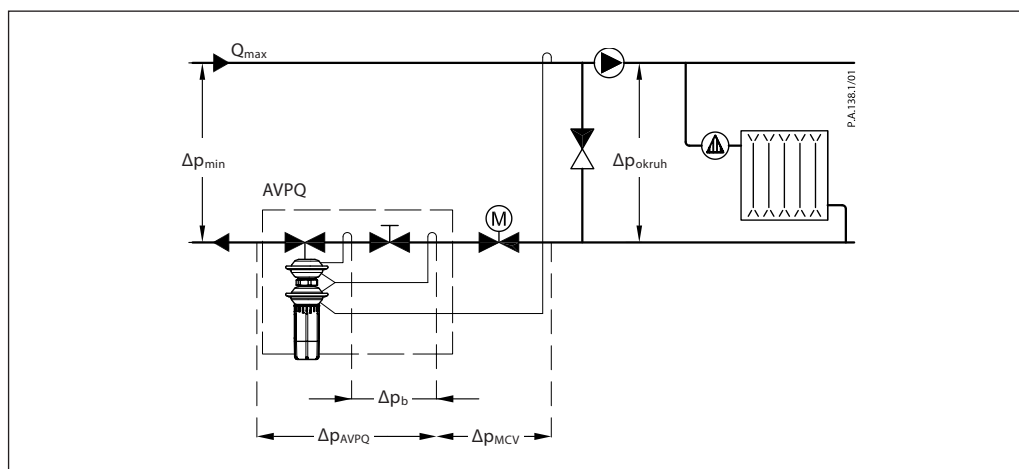 Qmax
P.A.138.1/01
Δpmin
Δpokruh
AVPQ
M
Δpb
ΔpAVPQ
ΔpMCV